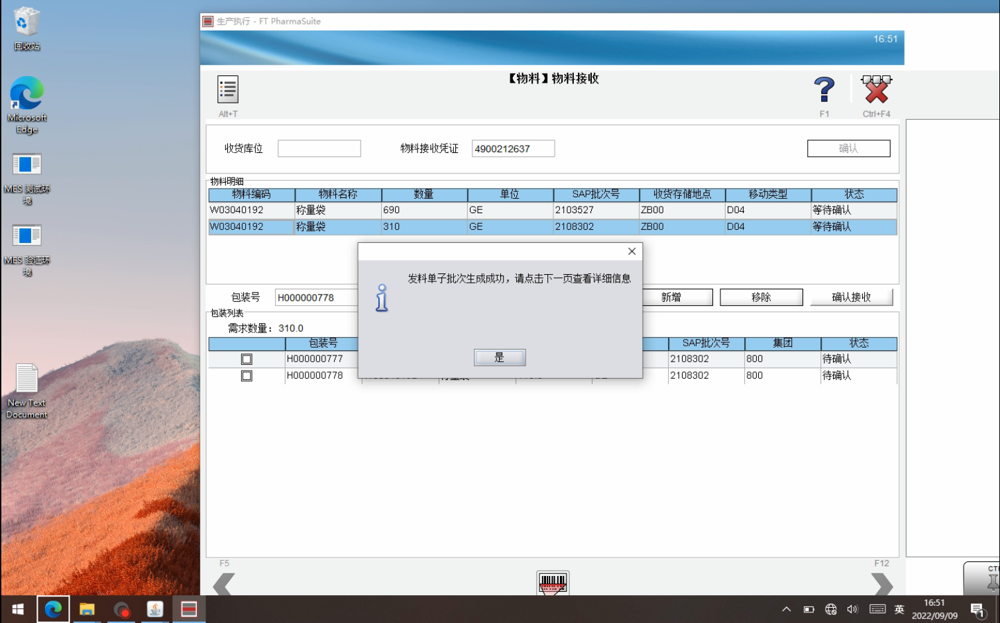 回收站
Microsoft
Edge
MES 测试环
境
MES 验证环
境
New Text
Document
生产执行 - FT PharmaSuite
16:51
【物料】物料接收
Alt+T
F1
Ctrl+F4
收货库位
物料接收凭证 4900212637
确认
物料明细
物料编码 物料名称 数量 单位 SAP批次号 收货存储地点 移动类型 状态
W03040192 称量袋 690 GE 2103527 ZB00 D04 等待确认
W03040192 称量袋 310 GE 2108302 ZB00 D04 等待确认
发料单子批次生成成功，请点击下一页查看详细信息
是
包装号 H000000778 新增 移除 确认接收
包装列表
需求数量：310.0
包装号 SAP批次号 集团 状态
H000000777 2108302 800 待确认
H000000778 2108302 800 待确认
F5
F12
英
16:51
2022/09/09
1